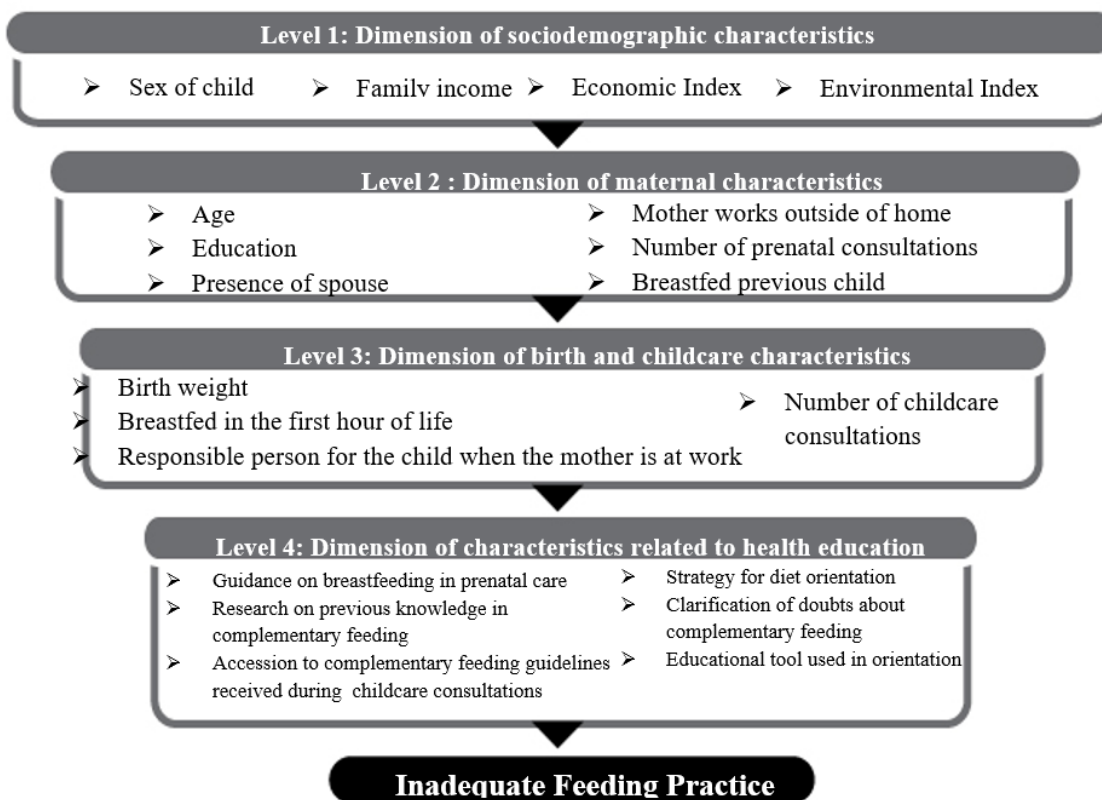 Level 1: Dimension of sociodemographic characteristics
➢ Sex of child ➢ Family income ➢ Economic Index ➢ Environmental Index
Level 2 : Dimension of maternal characteristics
➢ Age
➢ Education
➢ Presence of spouse
➢ Mother works outside of home
➢ Number of prenatal consultations
➢ Breastfed previous child
Level 3: Dimension of birth and childcare characteristics
➢ Birth weight
➢ Breastfed in the first hour of life
➢ Responsible person for the child when the mother is at work
➢ Number of childcare
consultations
Level 4: Dimension of characteristics related to health education
➢ Guidance on breastfeeding in prenatal care
➢ Research on previous knowledge in
complementary feeding
➢ Accession to complementary feeding guidelines
received during childcare consultations
➢ Strategy for diet orientation
➢ Clarification of doubts about
complementary feeding
➢ Educational tool used in orientation
Inadequate Feeding Practice